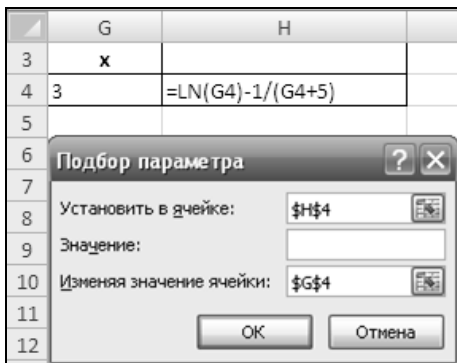 G H
3 x
4 3 =LN(G4)-1/(G4+5)
5
6 Подбор параметра ? X
7
8 Установить в ячейке: $H$4
9 Значение:
10 Изменяя значение ячейки: $G$4
11
12 ОК Отмена